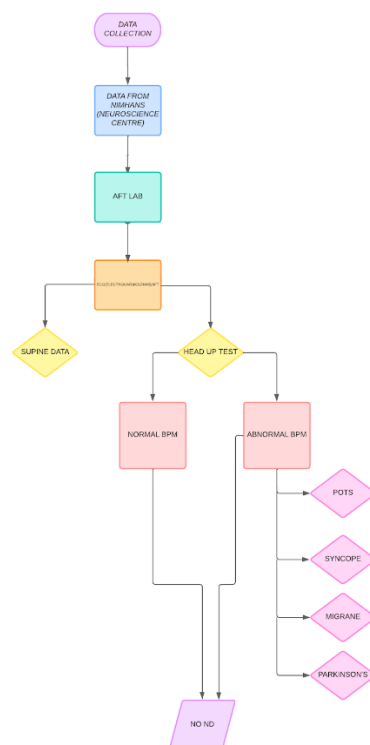 DATA
COLLECTION
DATA FROM
NIMHANS
(NEUROSCIENCE
CENTRE)
AFT LAB
SUPINE DATA
HEAD UP TEST
NORMAL BPM
ABNORMAL BPM
POTS
SYNCOPE
MIGRANE
PARKINSON'S
NO ND